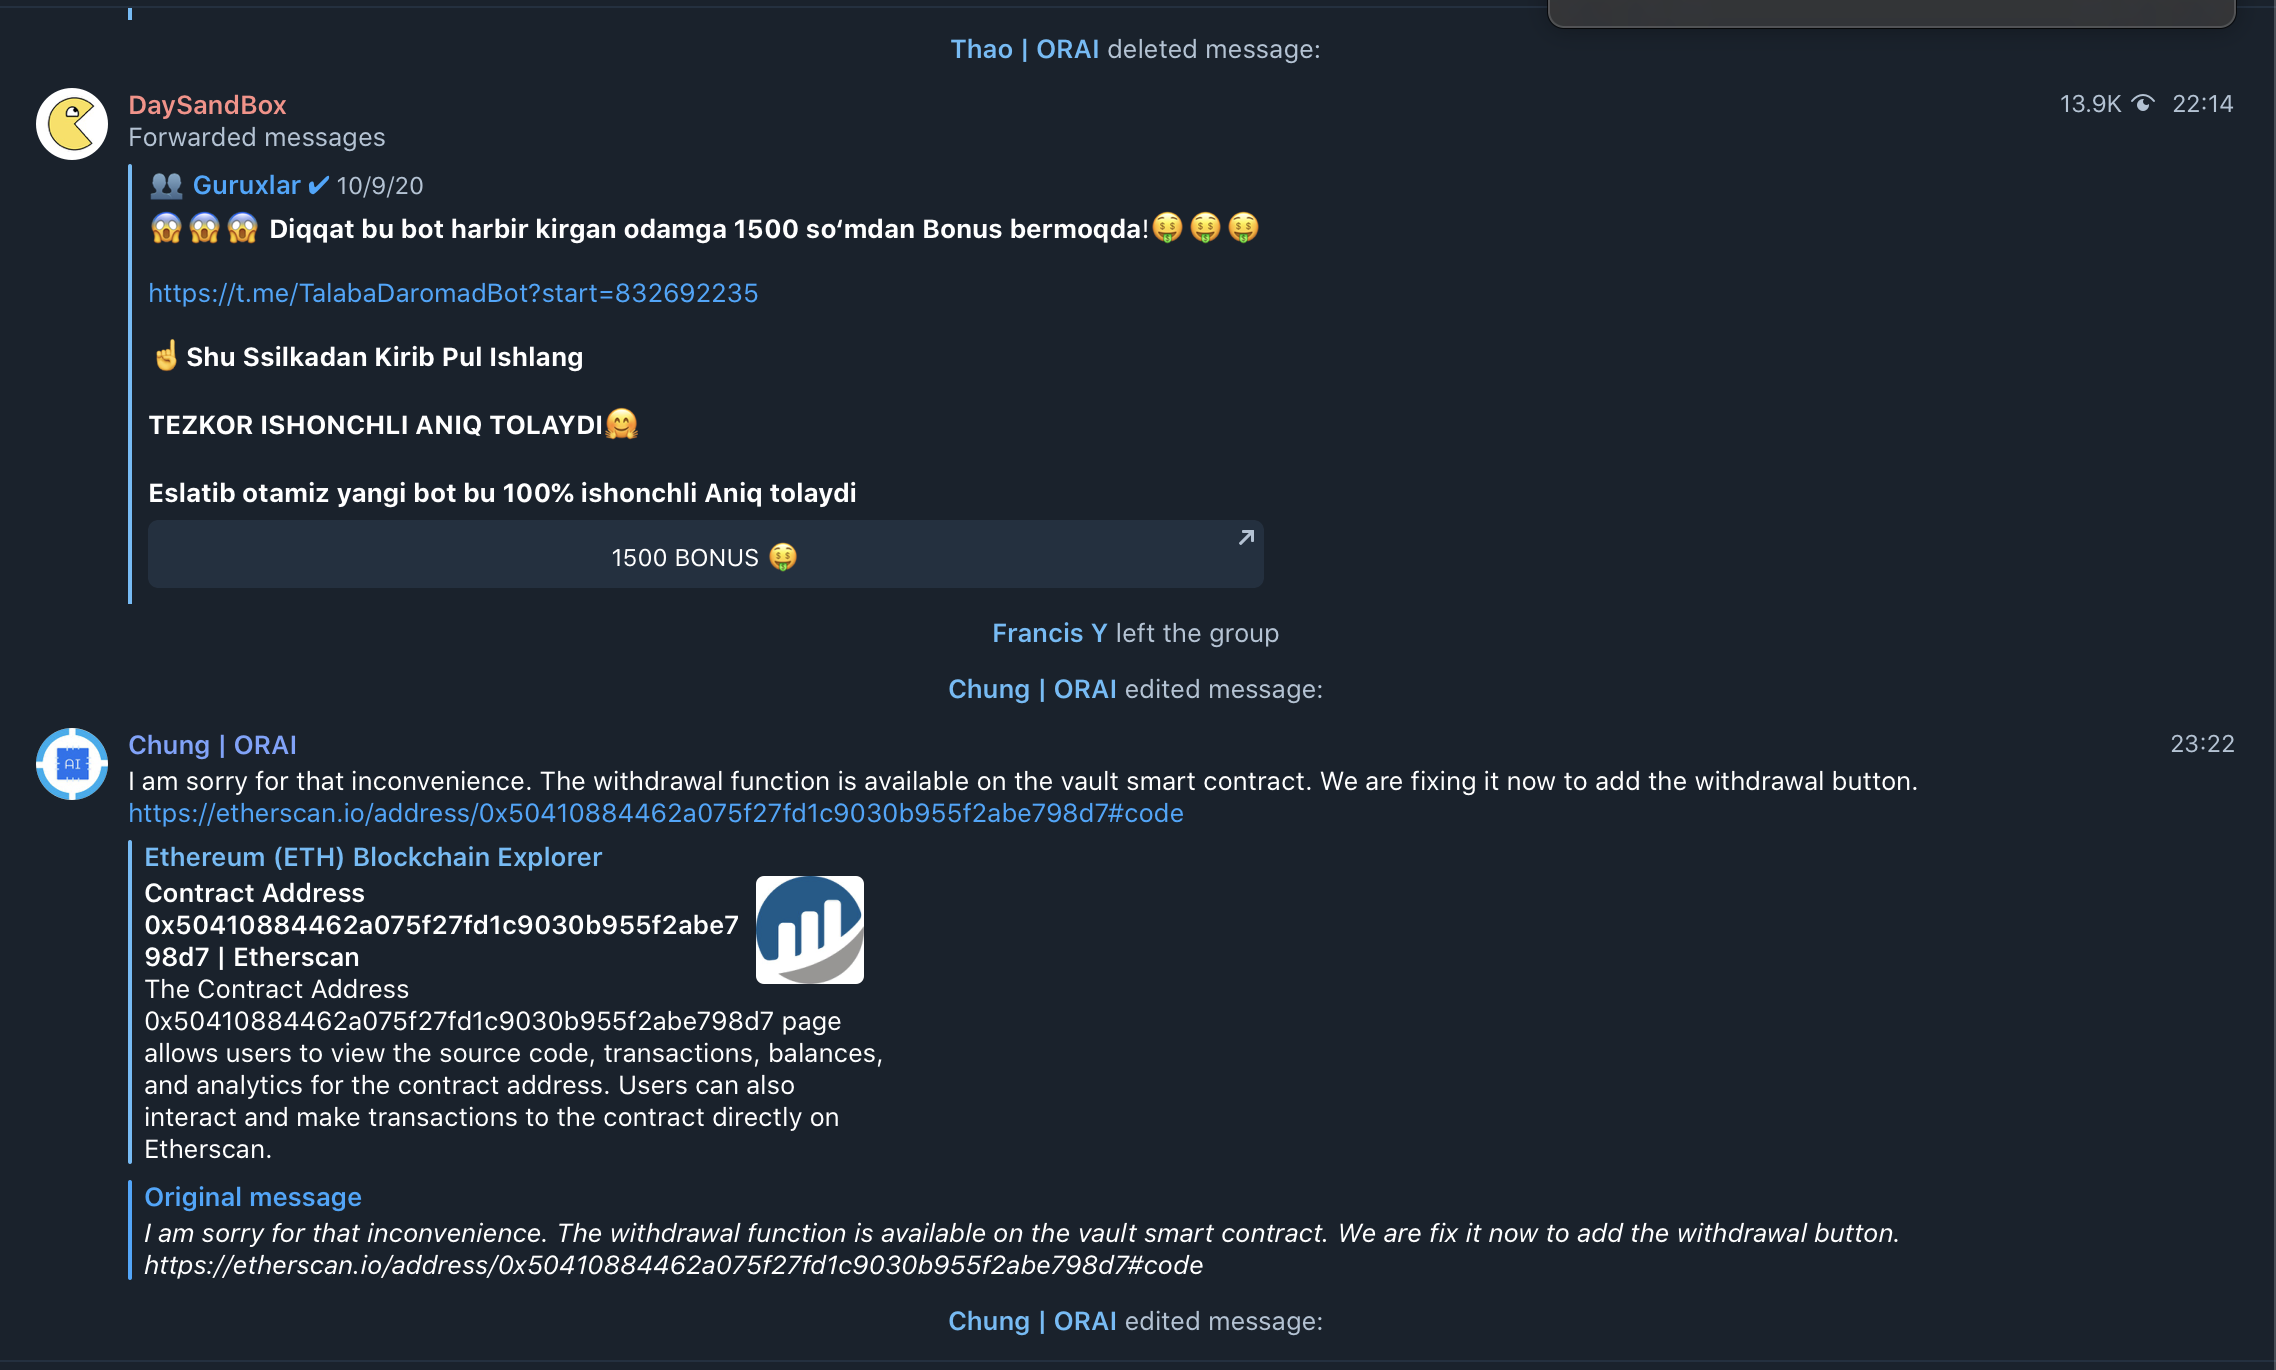 Thao | ORAI deleted message:
DaySandBox
13.9K 22:14
Forwarded messages
👥 Guruxlar ✔ 10/9/20
😱😱😱 Diqqat bu bot harbir kirgan odamga 1500 so‘mdan Bonus bermoqda!🤑🤑🤑
https://t.me/TalabaDaromadBot?start=832692235
☝️Shu Ssilkadan Kirib Pul Ishlang
TEZKOR ISHONCHLI ANIQ TOLAYDI🤗
Eslatib otamiz yangi bot bu 100% ishonchli Aniq tolaydi
1500 BONUS 🤑
Francis Y left the group
Chung | ORAI edited message:
Chung | ORAI
23:22
I am sorry for that inconvenience. The withdrawal function is available on the vault smart contract. We are fixing it now to add the withdrawal button.
https://etherscan.io/address/0x50410884462a075f27fd1c9030b955f2abe798d7#code
Ethereum (ETH) Blockchain Explorer
Contract Address
0x50410884462a075f27fd1c9030b955f2abe7
98d7 | Etherscan
The Contract Address
0x50410884462a075f27fd1c9030b955f2abe798d7 page
allows users to view the source code, transactions, balances,
and analytics for the contract address. Users can also
interact and make transactions to the contract directly on
Etherscan.
Original message
I am sorry for that inconvenience. The withdrawal function is available on the vault smart contract. We are fix it now to add the withdrawal button.
https://etherscan.io/address/0x50410884462a075f27fd1c9030b955f2abe798d7#code
Chung | ORAI edited message:
AI